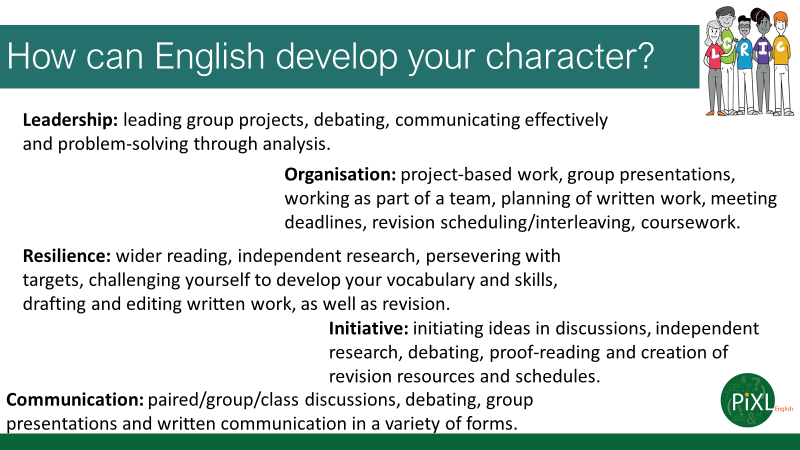 How can English develop your character?
L O R I C
Leadership: leading group projects, debating, communicating effectively
and problem-solving through analysis.
Organisation: project-based work, group presentations,
working as part of a team, planning of written work, meeting
deadlines, revision scheduling/interleaving, coursework.
Resilience: wider reading, independent research, persevering with
targets, challenging yourself to develop your vocabulary and skills,
drafting and editing written work, as well as revision.
Initiative: initiating ideas in discussions, independent
research, debating, proof-reading and creation of
revision resources and schedules.
Communication: paired/group/class discussions, debating, group
presentations and written communication in a variety of forms.
PiXL English